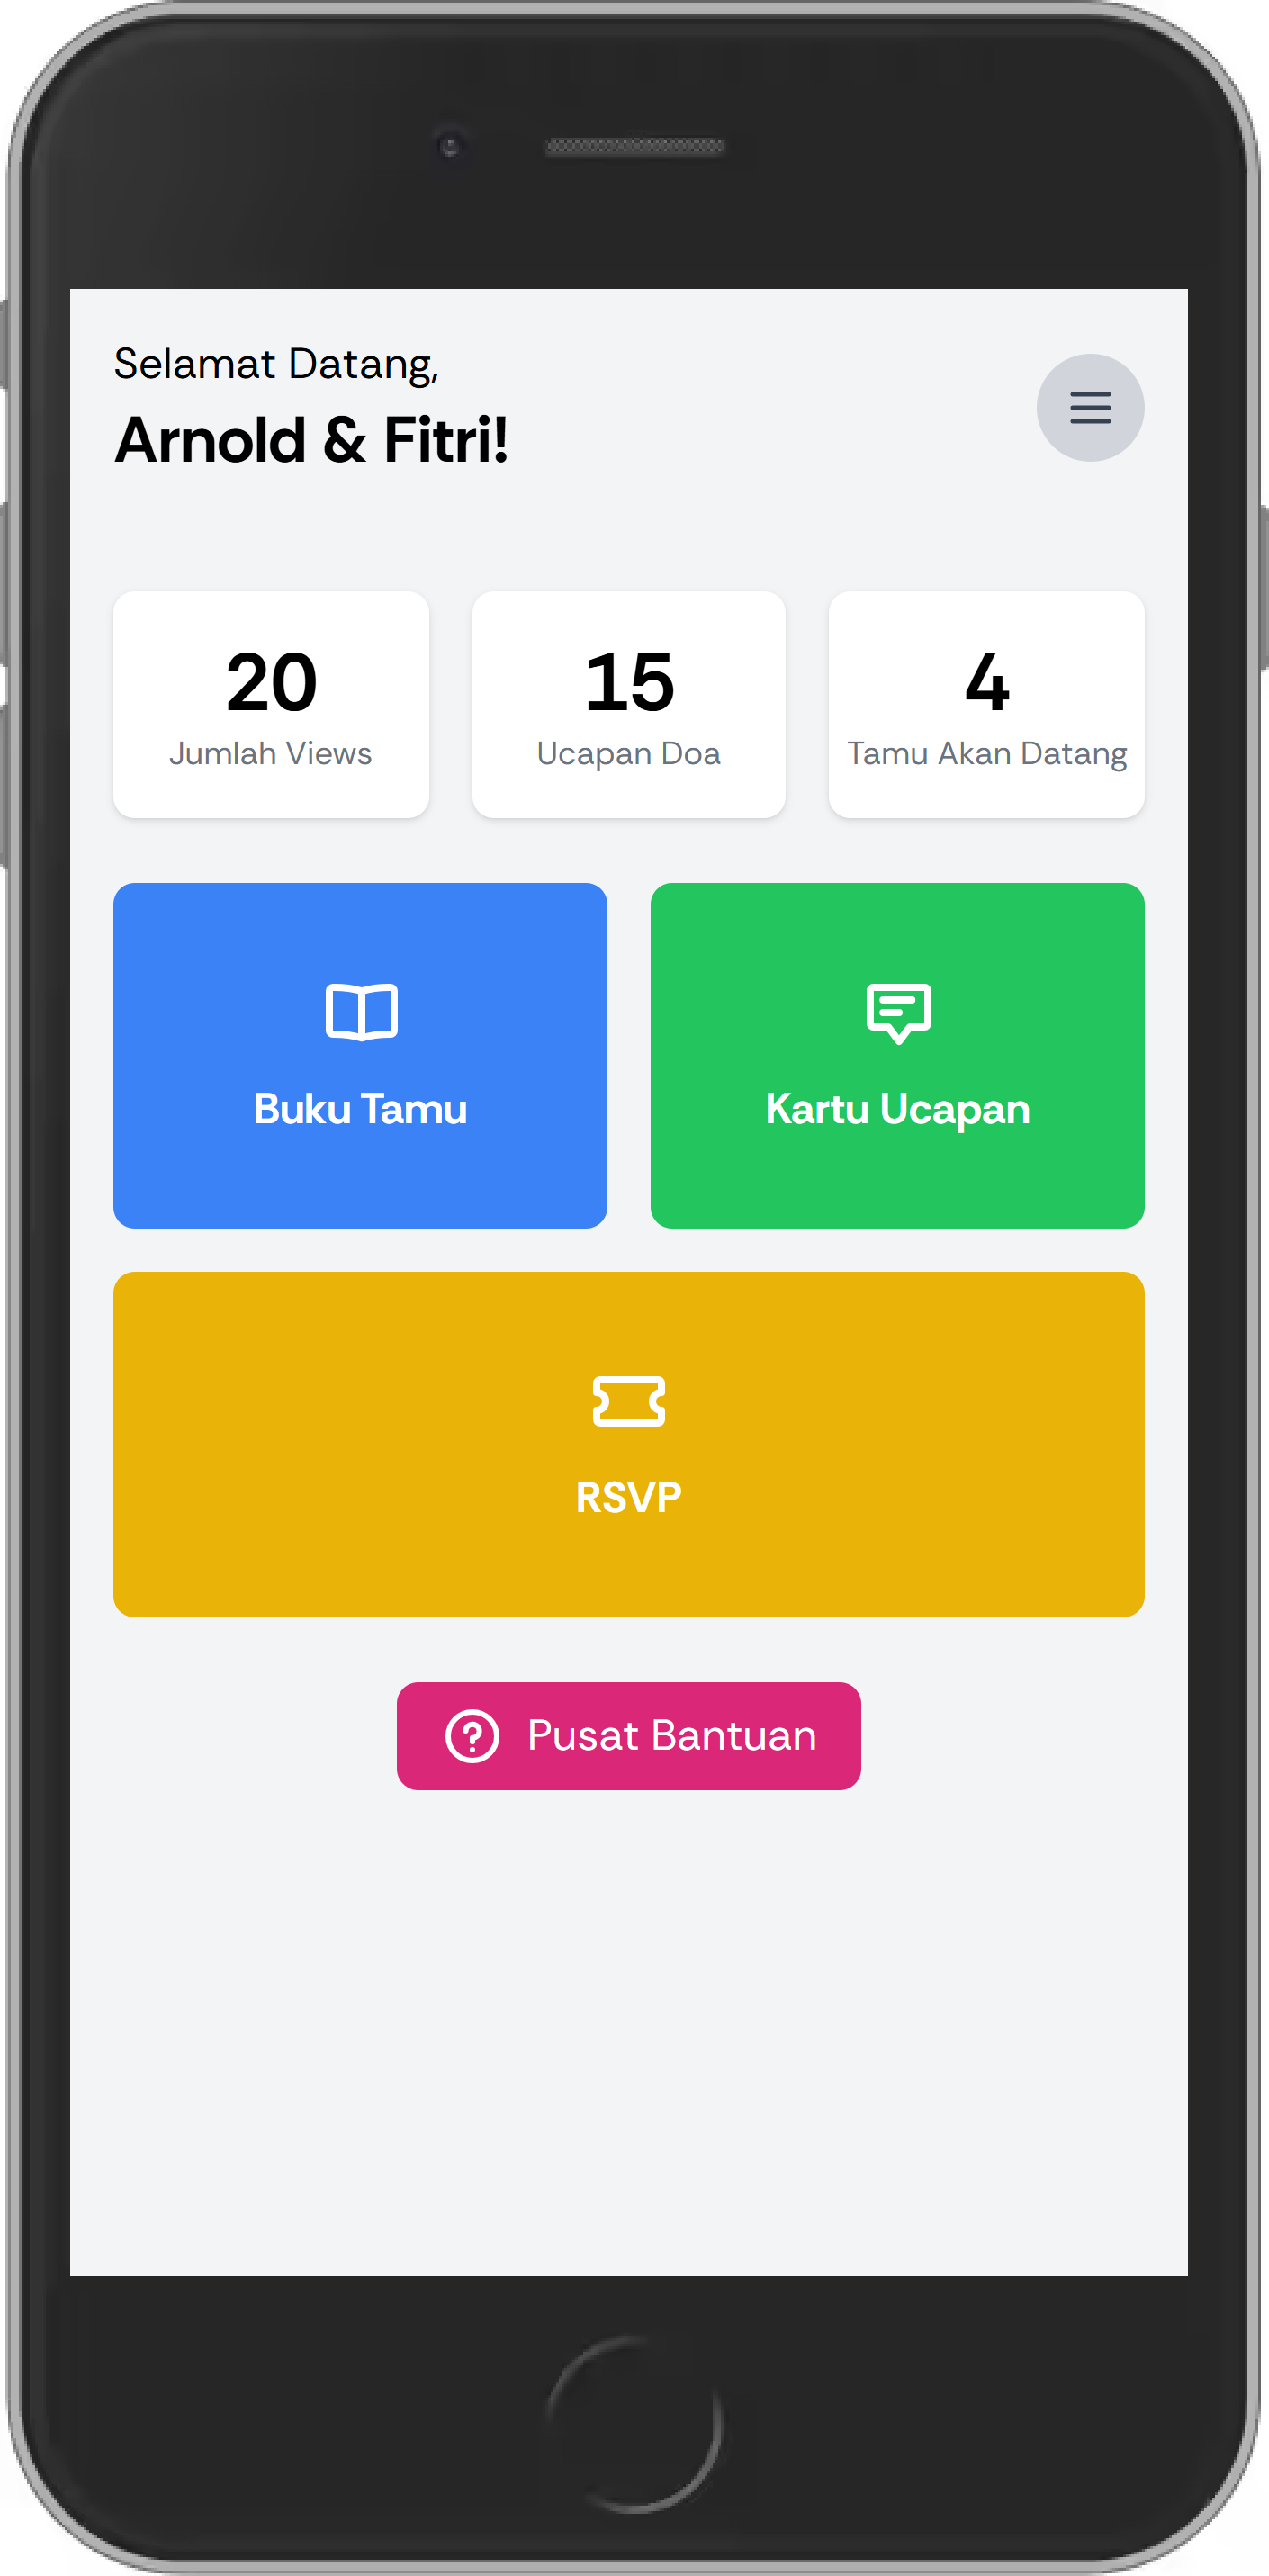 Selamat Datang,
Arnold & Fitri!
20
Jumlah Views
15
Ucapan Doa
4
Tamu Akan Datang
Buku Tamu
Kartu Ucapan
RSVP
Pusat Bantuan